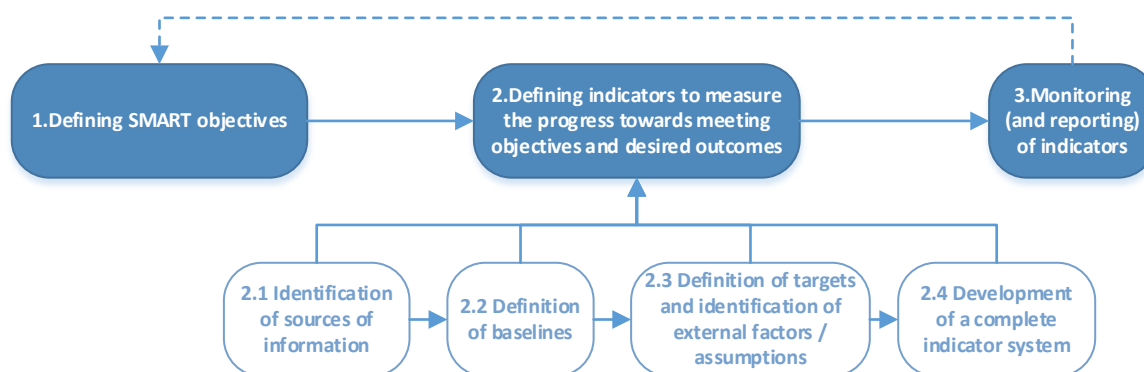 1.Defining SMART objectives
2.Defining indicators to measure
the progress towards meeting
objectives and desired outcomes
3.Monitoring
(and reporting)
of indicators
2.1 Identification
of sources of
information
2.2 Definition
of baselines
2.3 Definition of targets
and identification of
external factors /
assumptions
2.4 Development
of a complete
indicator system